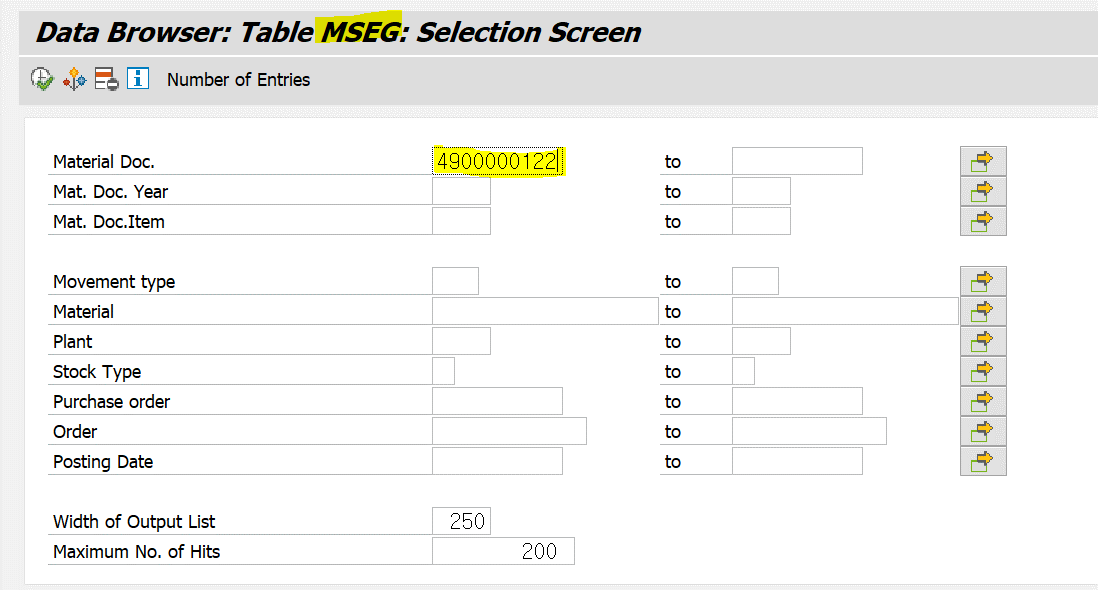 Data Browser: Table MSEG: Selection Screen
Number of Entries
Material Doc. 4900000122 to
Mat. Doc. Year to
Mat. Doc.Item to
Movement type to
Material to
Plant to
Stock Type to
Purchase order to
Order to
Posting Date to
Width of Output List 250
Maximum No. of Hits 200